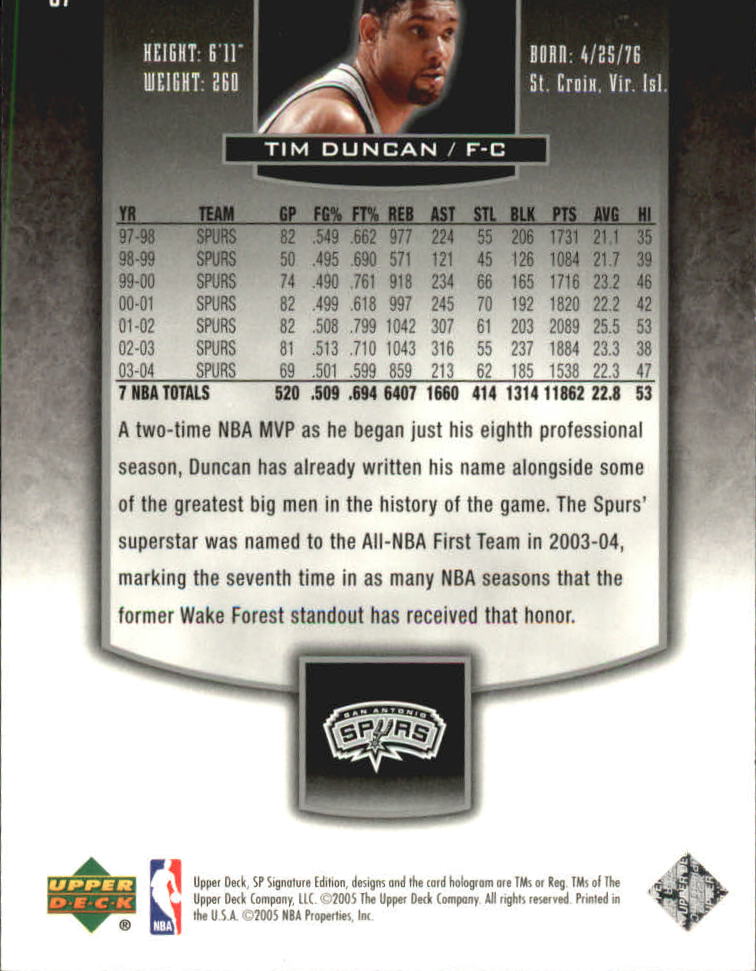 HEIGHT: 6'11"
WEIGHT: 260
BORN: 4/25/76
St. Croix, Vir. Isl.
TIM DUNCAN / F-C
YR TEAM GP FG% FT% REB AST STL BLK PTS AVG HI
97-98 SPURS 82 .549 .662 977 224 55 206 1731 21.1 35
98-99 SPURS 50 .495 .690 571 121 45 126 1084 21.7 39
99-00 SPURS 74 .490 .761 918 234 66 165 1716 23.2 46
00-01 SPURS 82 .499 .618 997 245 70 192 1820 22.2 42
01-02 SPURS 82 .508 .799 1042 307 61 203 2089 25.5 53
02-03 SPURS 81 .513 .710 1043 316 55 237 1884 23.3 38
03-04 SPURS 69 .501 .599 859 213 62 185 1538 22.3 47
7 NBA TOTALS 520 .509 .694 6407 1660 414 1314 11862 22.8 53
A two-time NBA MVP as he began just his eighth professional
season, Duncan has already written his name alongside some
of the greatest big men in the history of the game. The Spurs'
superstar was named to the All-NBA First Team in 2003-04,
marking the seventh time in as many NBA seasons that the
former Wake Forest standout has received that honor.
SAN ANTONIO
SPURS
UPPER
D·E·C·K
®
NBA
Upper Deck, SP Signature Edition, designs and the card hologram are TMs or Reg. TMs of The
Upper Deck Company, LLC. ©2005 The Upper Deck Company. All rights reserved. Printed in
the U.S.A. ©2005 NBA Properties, Inc.
UPPER DE
UPPER